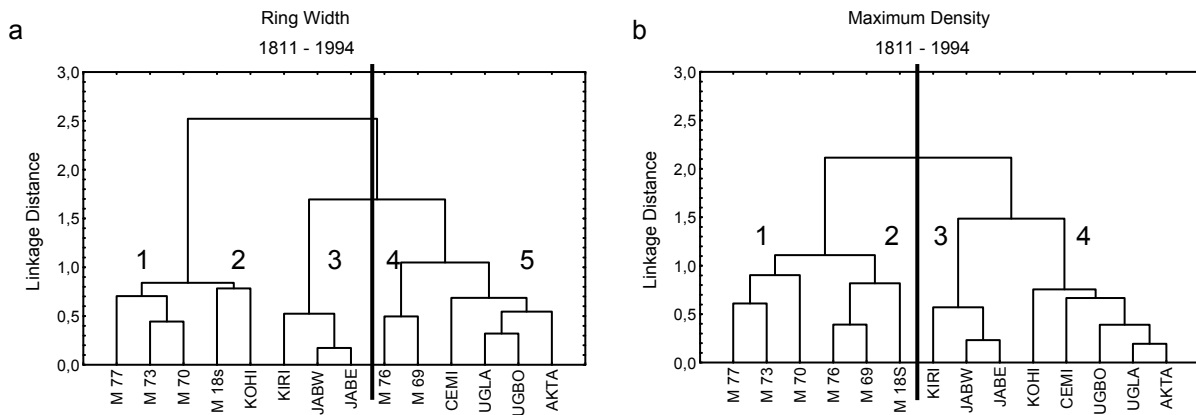 a
Ring Width
1811 - 1994
Linkage Distance
3,0
2,5
2,0
1,5
1,0
0,5
0,0
1
2
3
4
5
M 77
M 73
M 70
M 18s
KOHI
KIRI
JABW
JABE
M 76
M 69
CEMI
UGLA
UGBO
AKTA
b
Maximum Density
1811 - 1994
Linkage Distance
3,0
2,5
2,0
1,5
1,0
0,5
0,0
1
2
3
4
M 77
M 73
M 70
M 76
M 69
M 18S
KIRI
JABW
JABE
KOHI
CEMI
UGBO
UGLA
AKTA